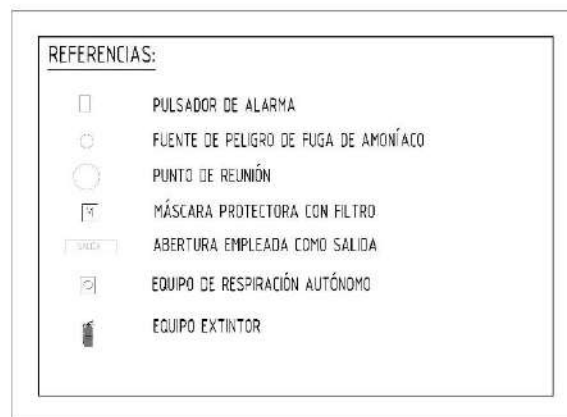 REFERENCIAS:
PULSADOR DE ALARMA
FUENTE DE PELIGRO DE FUGA DE AMONÍACO
PUNTO DE REUNIÓN
M MÁSCARA PROTECTORA CON FILTRO
SALIDA ABERTURA EMPLEADA COMO SALIDA
EQUIPO DE RESPIRACIÓN AUTÓNOMO
EQUIPO EXTINTOR